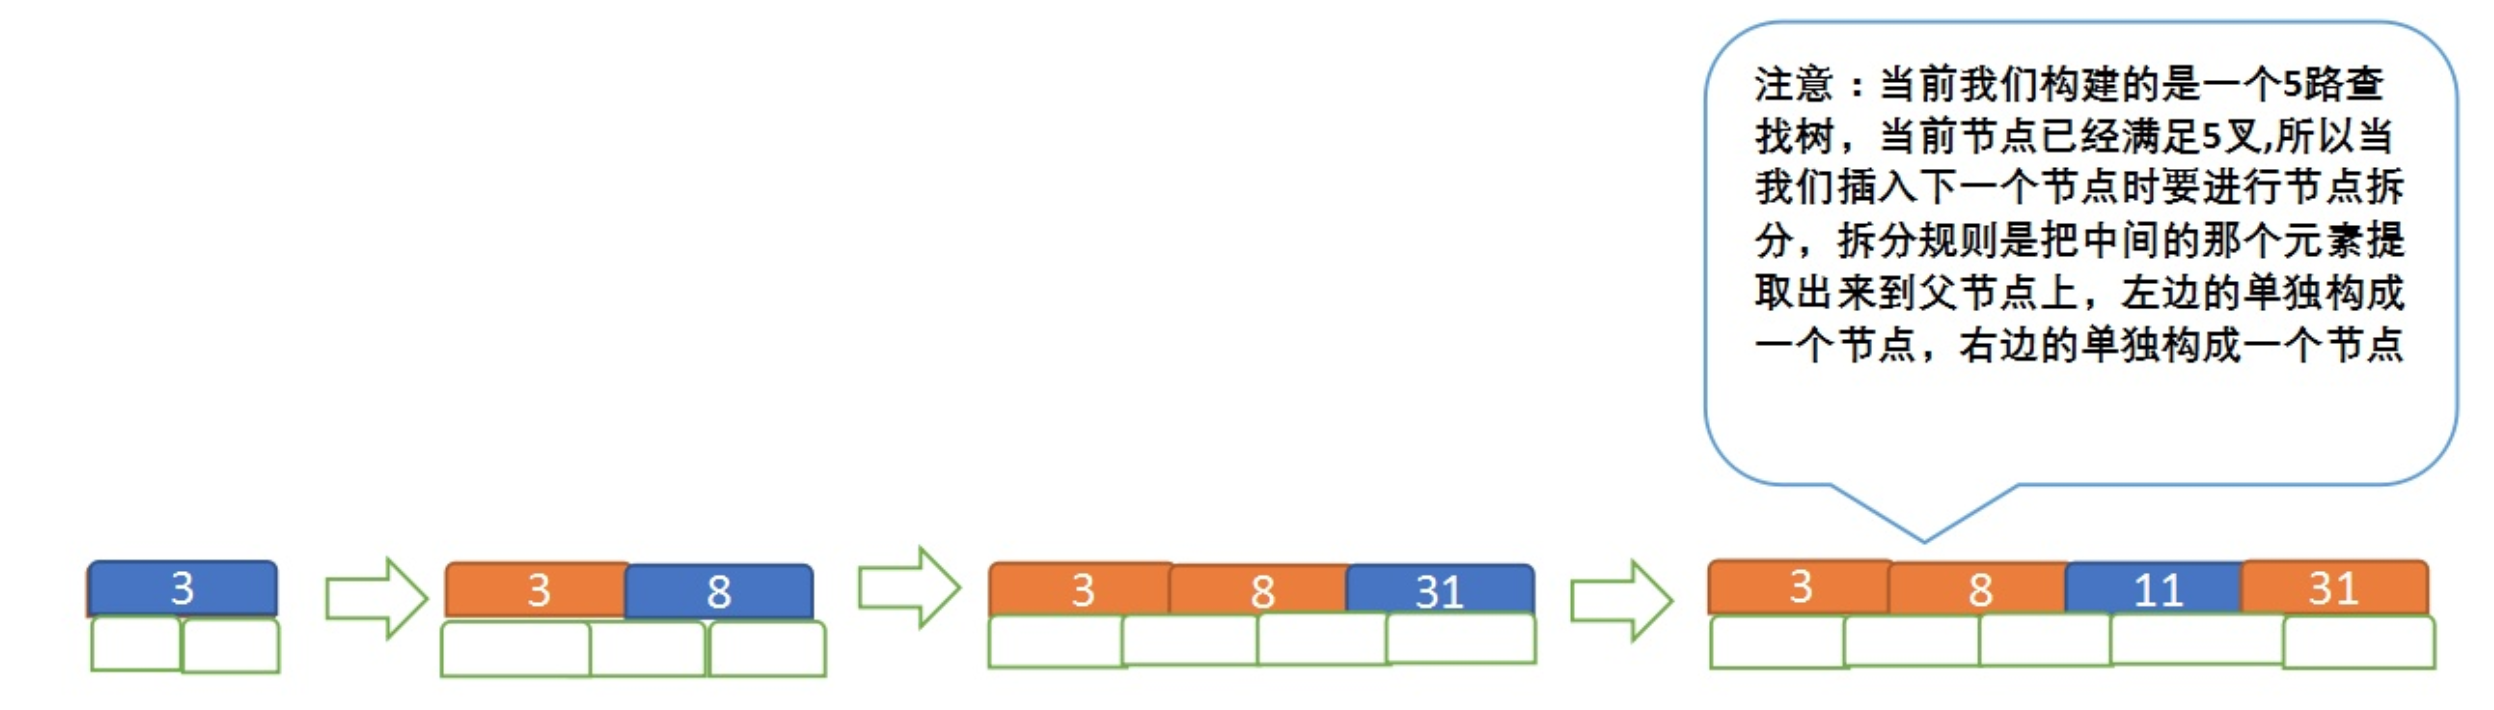 注意：当前我们构建的是一个5路查
找树，当前节点已经满足5叉,所以当
我们插入下一个节点时要进行节点拆
分，拆分规则是把中间的那个元素提
取出来到父节点上，左边的单独构成
一个节点，右边的单独构成一个节点
3
3 8
3 8 31
3 8 11 31